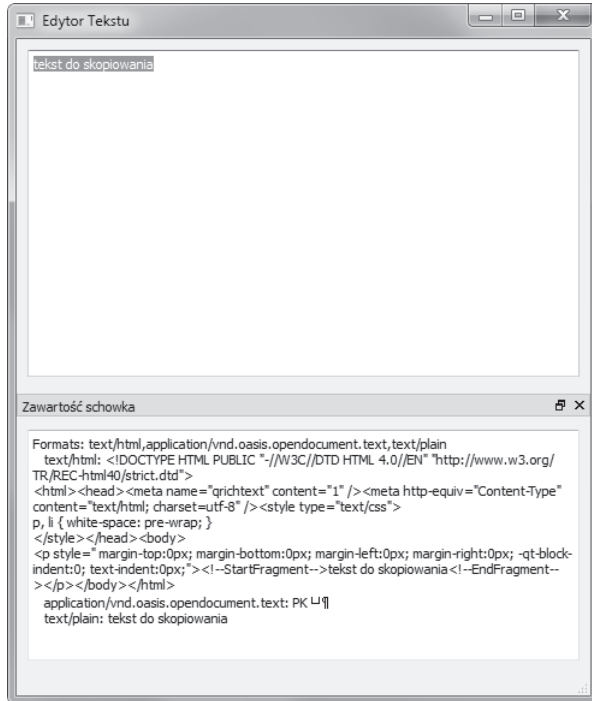 Edytor Tekstu
tekst do skopiowania
Zawartość schowka
Formats: text/html,application/vnd.oasis.opendocument.text,text/plain
text/html: <!DOCTYPE HTML PUBLIC "-//W3C//DTD HTML 4.0//EN" "http://www.w3.org/
TR/REC-html40/strict.dtd">
<html><head><meta name="qrichtext" content="1" /><meta http-equiv="Content-Type"
content="text/html; charset=utf-8" /><style type="text/css">
p, li { white-space: pre-wrap; }
</style></head><body>
<p style=" margin-top:0px; margin-bottom:0px; margin-left:0px; margin-right:0px; -qt-block-
indent:0; text-indent:0px;"><!--StartFragment-->tekst do skopiowania<!--EndFragment--
></p></body></html>
application/vnd.oasis.opendocument.text: PK└┘¶
text/plain: tekst do skopiowania